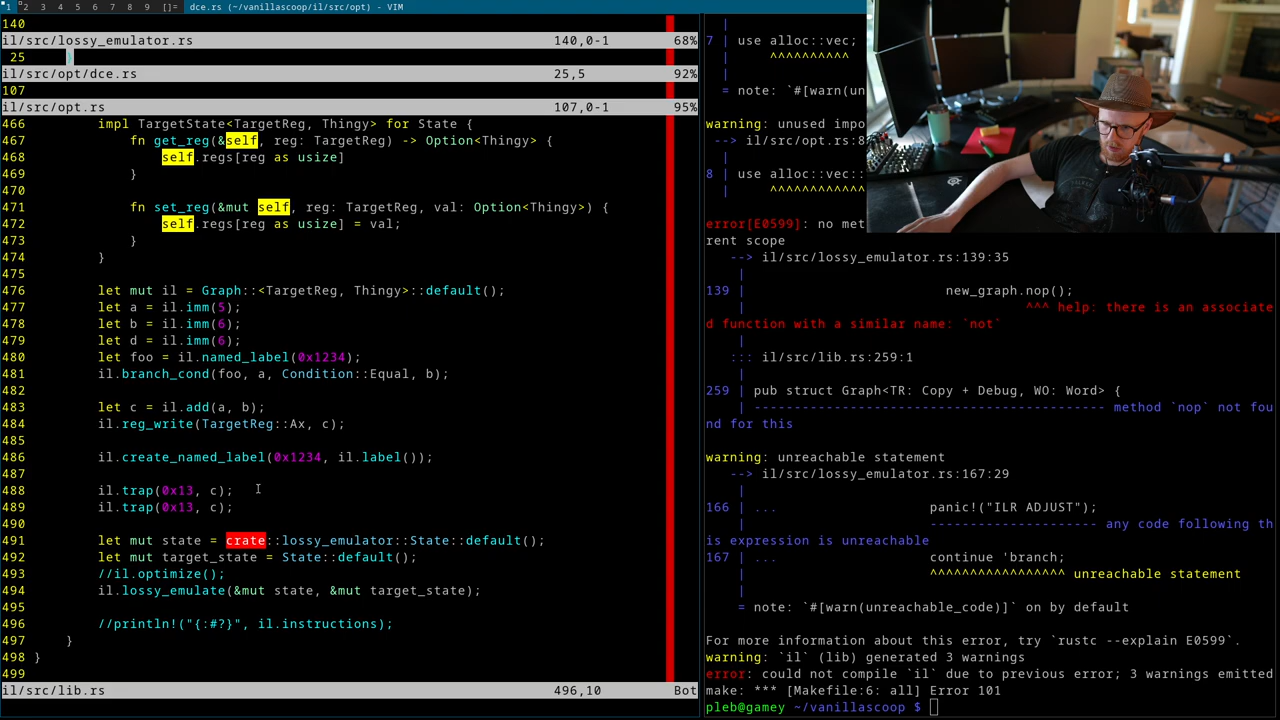 1 2 3 4 5 6 7 8 9 []= dce.rs (~/vanillascoop/il/src/opt) - VIM
140
il/src/lossy_emulator.rs 140,0-1 68%
25 }
il/src/opt/dce.rs 25,5 92%
107
il/src/opt.rs 107,0-1 95%
466 impl TargetState<TargetReg, Thingy> for State {
467 fn get_reg(&self, reg: TargetReg) -> Option<Thingy> {
468 self.regs[reg as usize]
469 }
470
471 fn set_reg(&mut self, reg: TargetReg, val: Option<Thingy>) {
472 self.regs[reg as usize] = val;
473 }
474 }
475
476 let mut il = Graph::<TargetReg, Thingy>::default();
477 let a = il.imm(5);
478 let b = il.imm(6);
479 let d = il.imm(6);
480 let foo = il.named_label(0x1234);
481 il.branch_cond(foo, a, Condition::Equal, b);
482
483 let c = il.add(a, b);
484 il.reg_write(TargetReg::Ax, c);
485
486 il.create_named_label(0x1234, il.label());
487
488 il.trap(0x13, c);
489 il.trap(0x13, c);
490
491 let mut state = crate::lossy_emulator::State::default();
492 let mut target_state = State::default();
493 //il.optimize();
494 il.lossy_emulate(&mut state, &mut target_state);
495
496 //println!("{:#?}", il.instructions);
497 }
498 }
499
il/src/lib.rs 496,10 Bot
|
7 | use alloc::vec;
| ^^^^^^^^^^
|
= note: `#[warn(un
warning: unused impo
--> il/src/opt.rs:8
|
8 | use alloc::vec::
| ^^^^^^^^^^^^
error[E0599]: no met
rent scope
--> il/src/lossy_emulator.rs:139:35
|
139 | new_graph.nop();
| ^^^ help: there is an associate
d function with a similar name: `not`
|
::: il/src/lib.rs:259:1
|
259 | pub struct Graph<TR: Copy + Debug, WO: Word> {
| -------------------------------------------- method `nop` not fou
nd for this
warning: unreachable statement
--> il/src/lossy_emulator.rs:167:29
|
166 | ... panic!("ILR ADJUST");
| -------------------- any code following th
is expression is unreachable
167 | ... continue 'branch;
| ^^^^^^^^^^^^^^^^^ unreachable statement
|
= note: `#[warn(unreachable_code)]` on by default
For more information about this error, try `rustc --explain E0599`.
warning: `il` (lib) generated 3 warnings
error: could not compile `il` due to previous error; 3 warnings emitted
make: *** [Makefile:6: all] Error 101
pleb@gamey ~/vanillascoop $